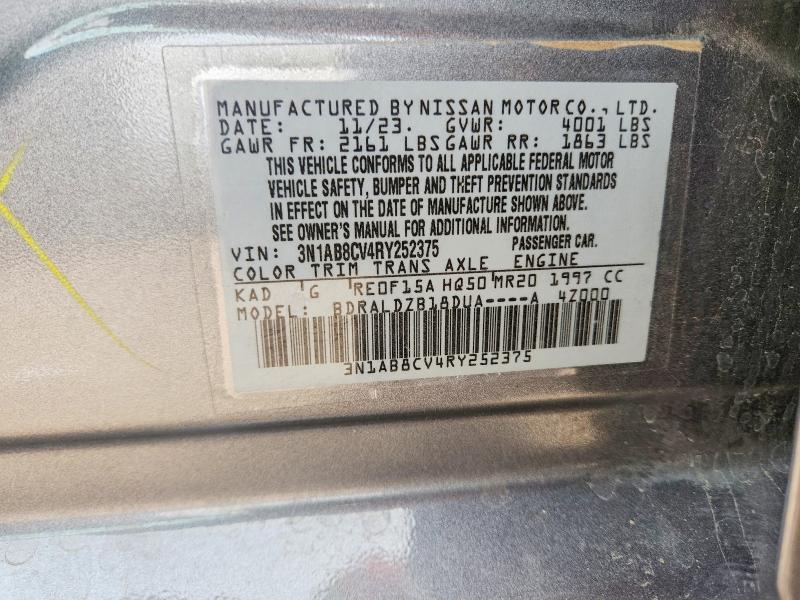 MANUFACTURED BY NISSAN MOTOR CO., LTD.
DATE: 11/23. GVWR: 4001 LBS
GAWR FR: 2161 LBS GAWR RR: 1863 LBS
THIS VEHICLE CONFORMS TO ALL APPLICABLE FEDERAL MOTOR
VEHICLE SAFETY, BUMPER AND THEFT PREVENTION STANDARDS
IN EFFECT ON THE DATE OF MANUFACTURE SHOWN ABOVE.
SEE OWNER'S MANUAL FOR ADDITIONAL INFORMATION.
VIN: 3N1AB8CV4RY252375 PASSENGER CAR.
COLOR TRIM TRANS AXLE ENGINE
KAD G RE0F15A HQ50 MR20 1997 CC
MODEL: BDRALDZB18DUA----A 4Z000
3N1AB8CV4RY252375